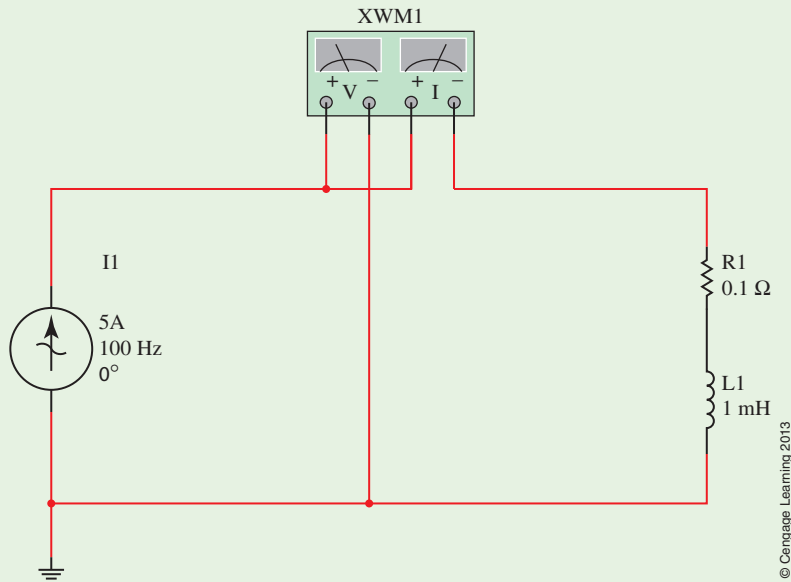 XWM1
+ − + −
V I
I1
5A
100 Hz
0°
R1
0.1 Ω
L1
1 mH
© Cengage Learning 2013